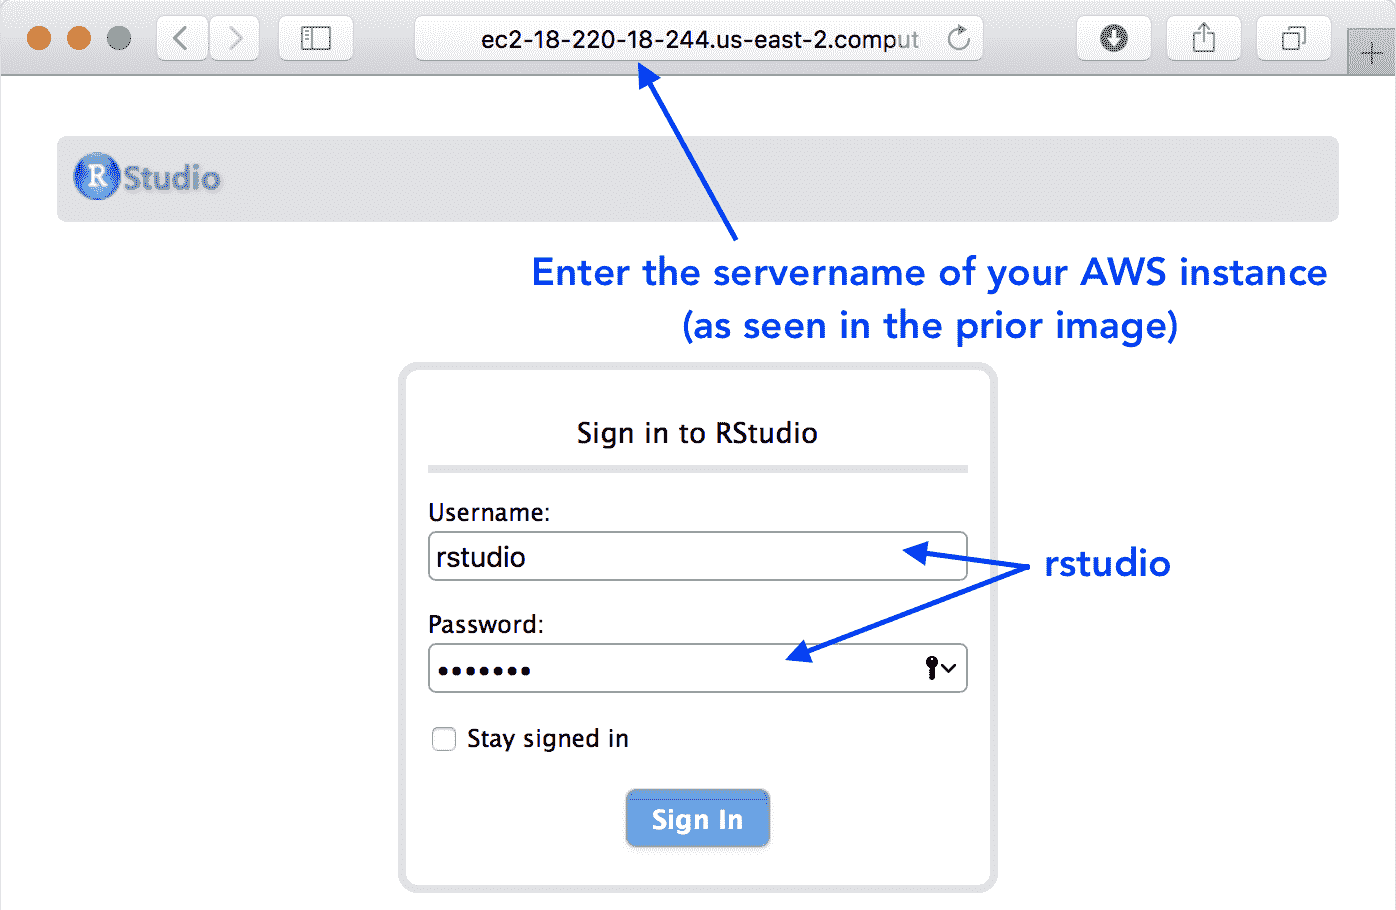 ec2-18-220-18-244.us-east-2.comput
R Studio
Enter the servername of your AWS instance
(as seen in the prior image)
Sign in to RStudio
Username:
rstudio
rstudio
Password:
•••••••
Stay signed in
Sign In